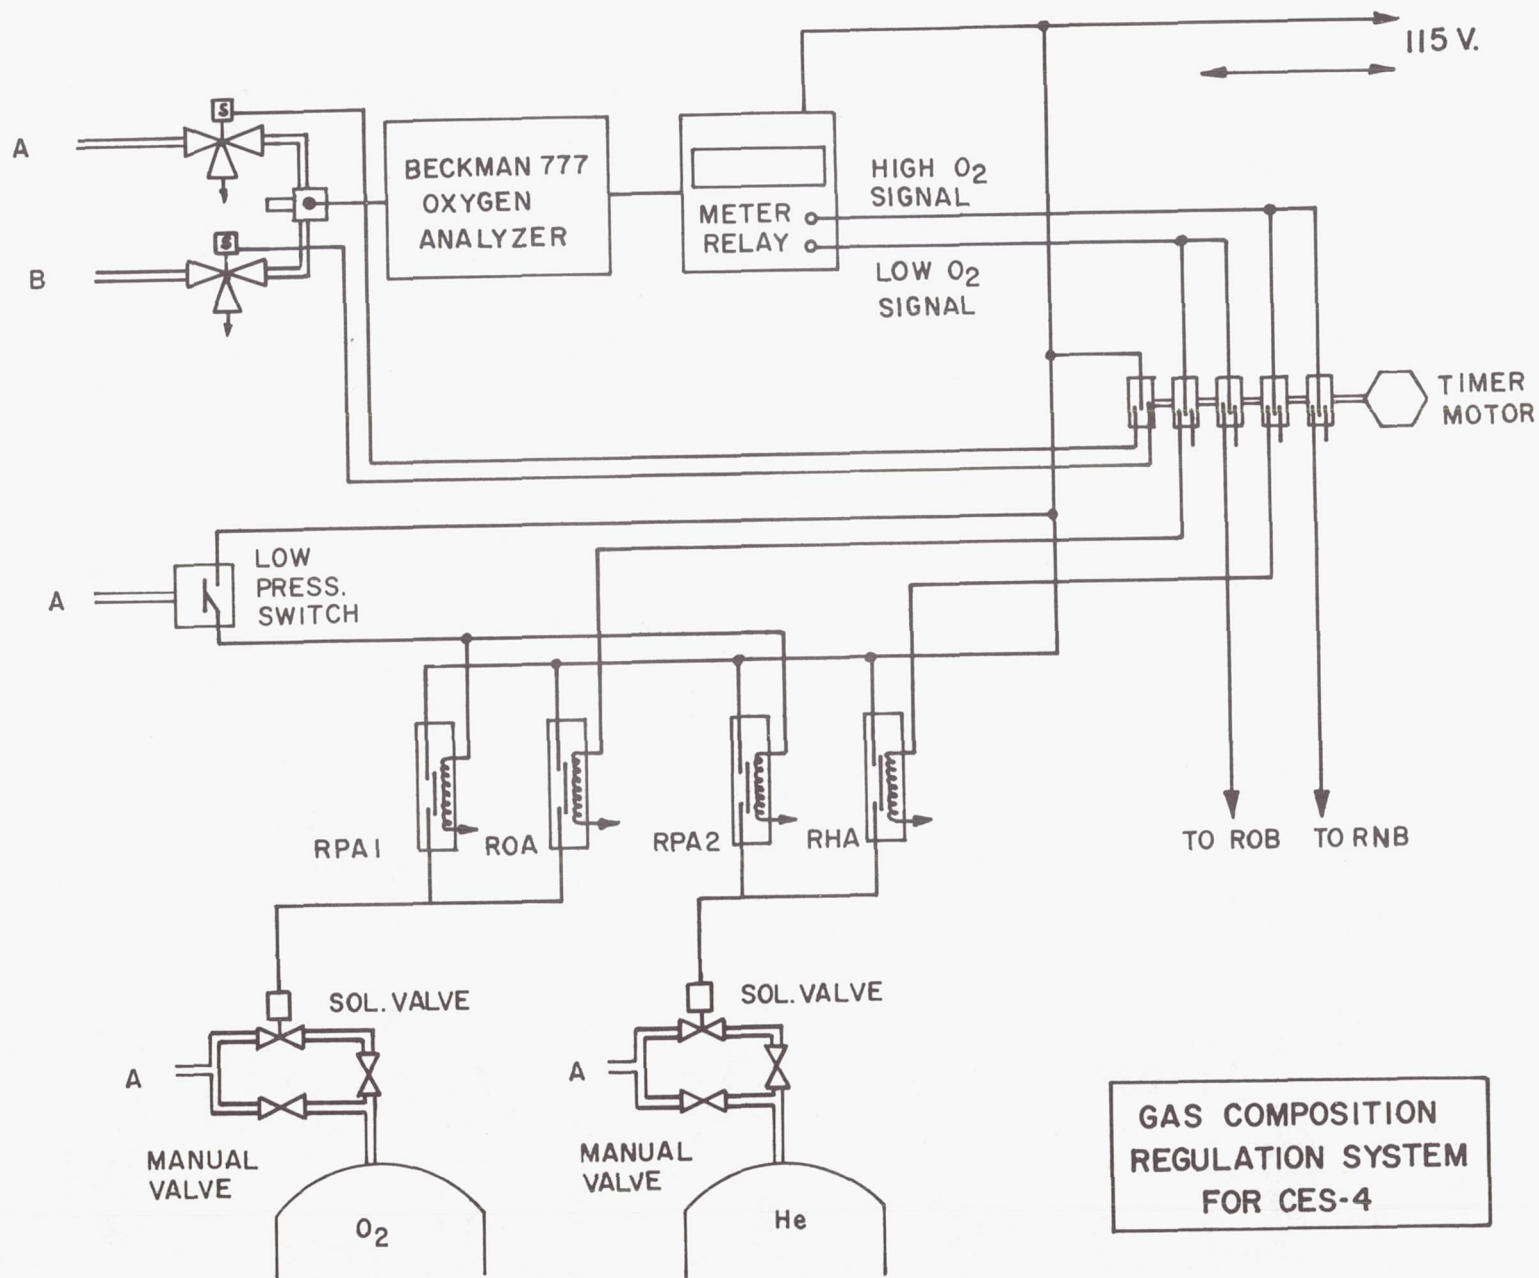 115 V.
S
A
BECKMAN 777
OXYGEN
ANALYZER
HIGH O2
SIGNAL
METER
RELAY
S
B
LOW O2
SIGNAL
TIMER
MOTOR
LOW
PRESS.
SWITCH
A
RPA1
ROA
RPA2
RHA
TO ROB
TO RNB
SOL. VALVE
SOL. VALVE
A
A
MANUAL
VALVE
MANUAL
VALVE
O2
He
GAS COMPOSITION
REGULATION SYSTEM
FOR CES-4